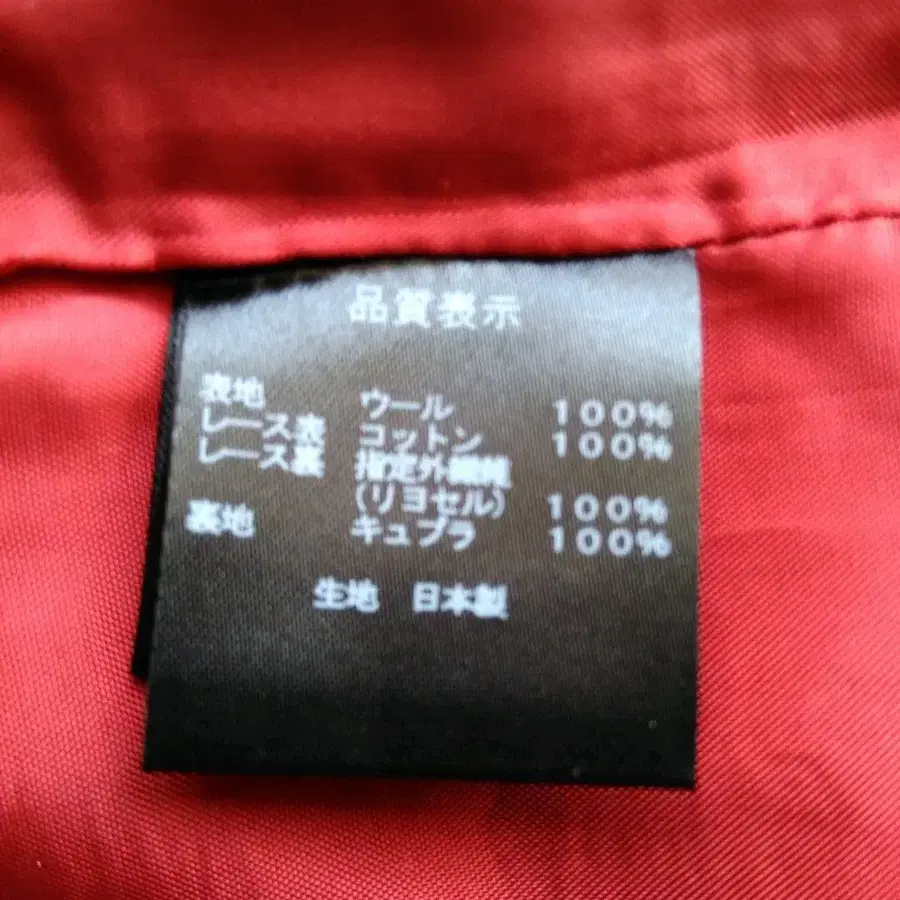 品質表示
表地 ウール 100%
レース表 コットン 100%
レース裏 指定外繊維
(リヨセル) 100%
裏地 キュプラ 100%
生地 日本製